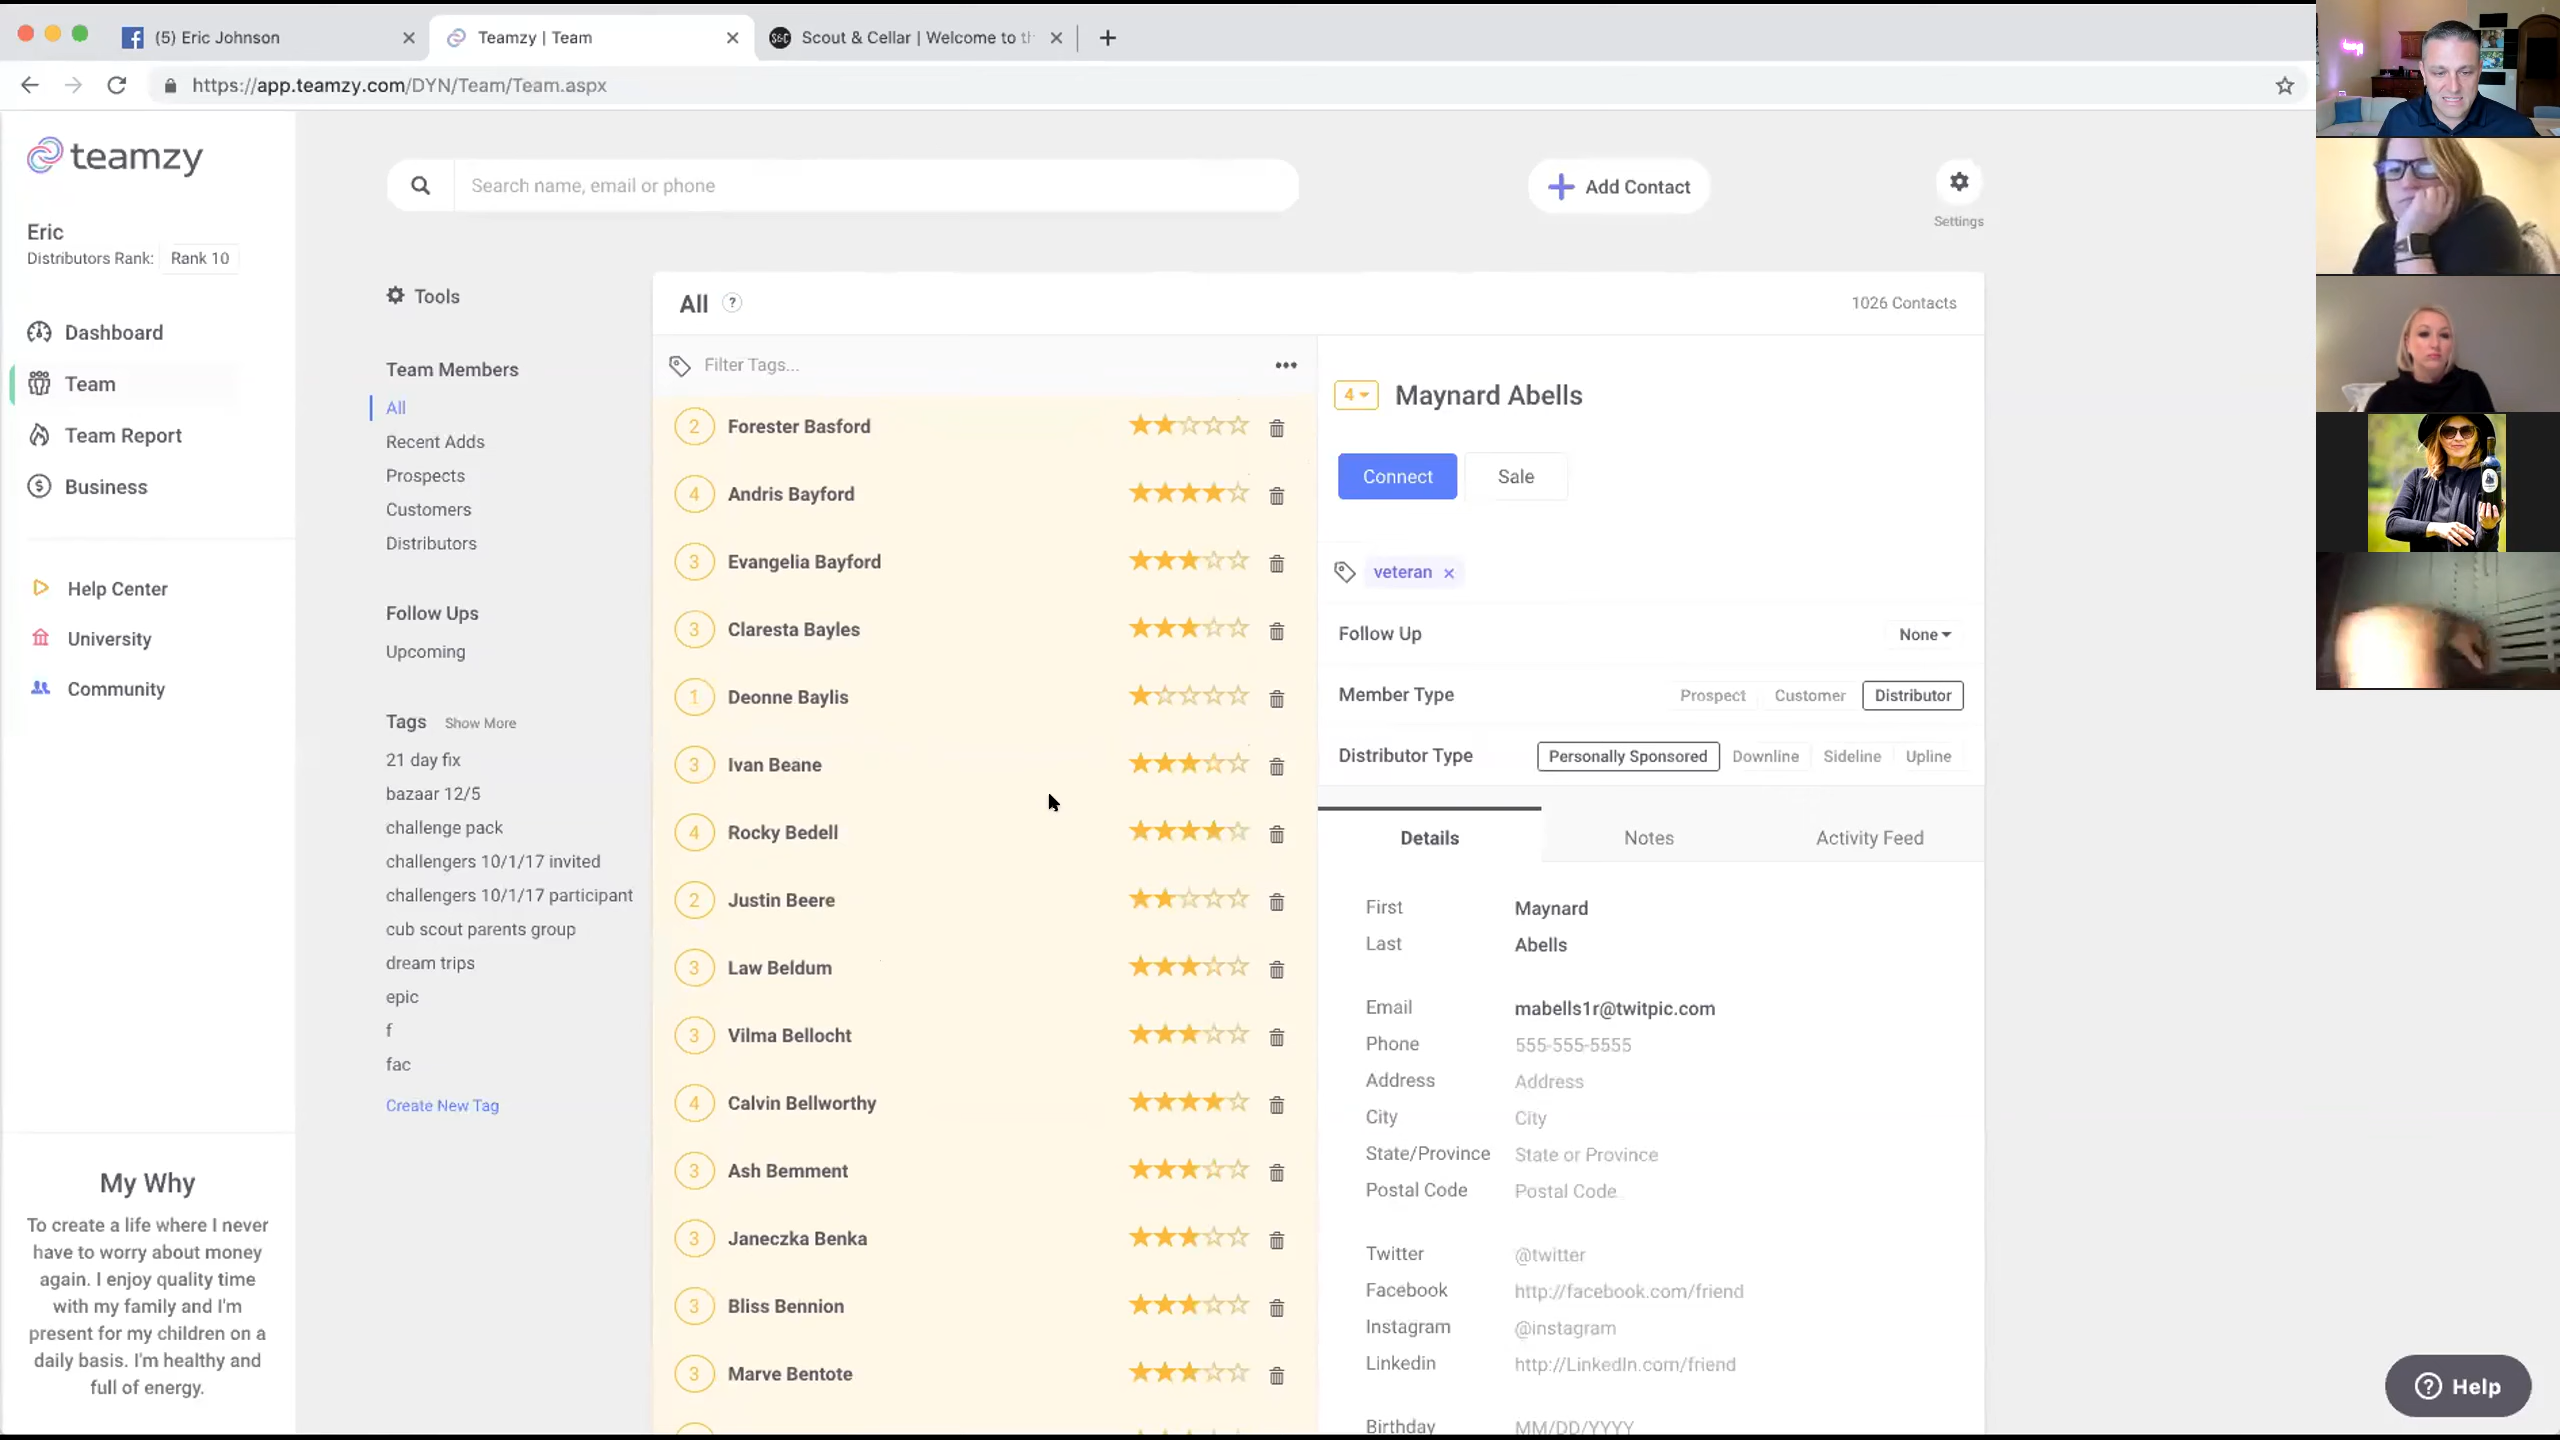 (5) Eric Johnson
Teamzy | Team
Scout & Cellar | Welcome to th
https://app.teamzy.com/DYN/Team/Team.aspx
teamzy
Eric
Distributors Rank: Rank 10
Dashboard
Team
Team Report
Business
Help Center
University
Community
My Why
To create a life where I never
have to worry about money
again. I enjoy quality time
with my family and I'm
present for my children on a
daily basis. I'm healthy and
full of energy.
Search name, email or phone
Add Contact
Settings
Tools
Team Members
All
Recent Adds
Prospects
Customers
Distributors
Follow Ups
Upcoming
Tags Show More
21 day fix
bazaar 12/5
challenge pack
challengers 10/1/17 invited
challengers 10/1/17 participant
cub scout parents group
dream trips
epic
f
fac
Create New Tag
All ?
1026 Contacts
Filter Tags...
2 Forester Basford
4 Andris Bayford
3 Evangelia Bayford
3 Claresta Bayles
1 Deonne Baylis
3 Ivan Beane
4 Rocky Bedell
2 Justin Beere
3 Law Beldum
3 Vilma Bellocht
4 Calvin Bellworthy
3 Ash Bemment
3 Janeczka Benka
3 Bliss Bennion
3 Marve Bentote
4 Maynard Abells
Connect Sale
veteran ×
Follow Up None
Member Type Prospect Customer Distributor
Distributor Type Personally Sponsored Downline Sideline Upline
Details Notes Activity Feed
First Maynard
Last Abells
Email mabells1r@twitpic.com
Phone 555-555-5555
Address Address
City City
State/Province State or Province
Postal Code Postal Code
Twitter @twitter
Facebook http://facebook.com/friend
Instagram @instagram
Linkedin http://LinkedIn.com/friend
Birthday MM/DD/YYYY
? Help